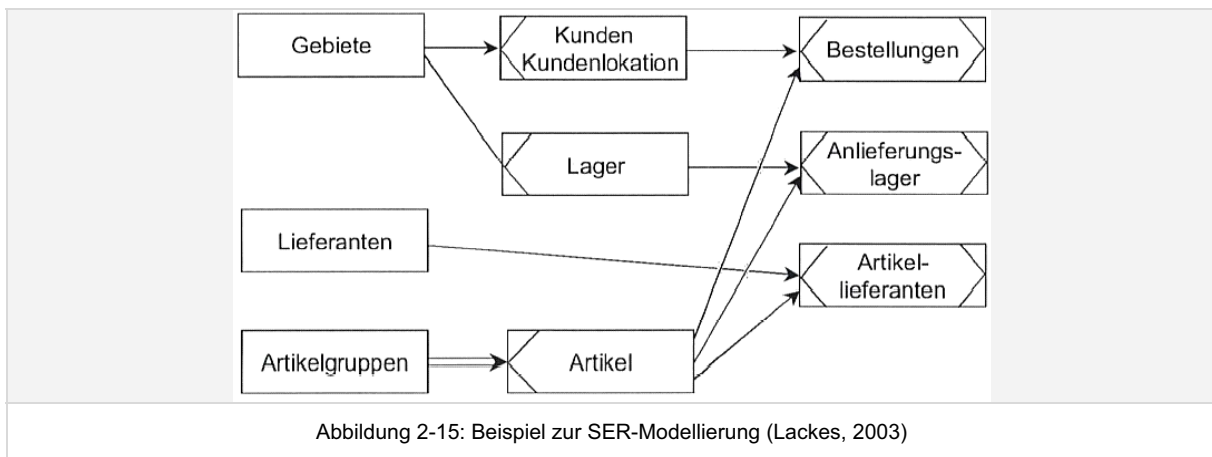 Gebiete
Kunden
Kundenlokation
Bestellungen
Lager
Anlieferungs-
lager
Lieferanten
Artikel-
lieferanten
Artikelgruppen
Artikel
Abbildung 2-15: Beispiel zur SER-Modellierung (Lackes, 2003)